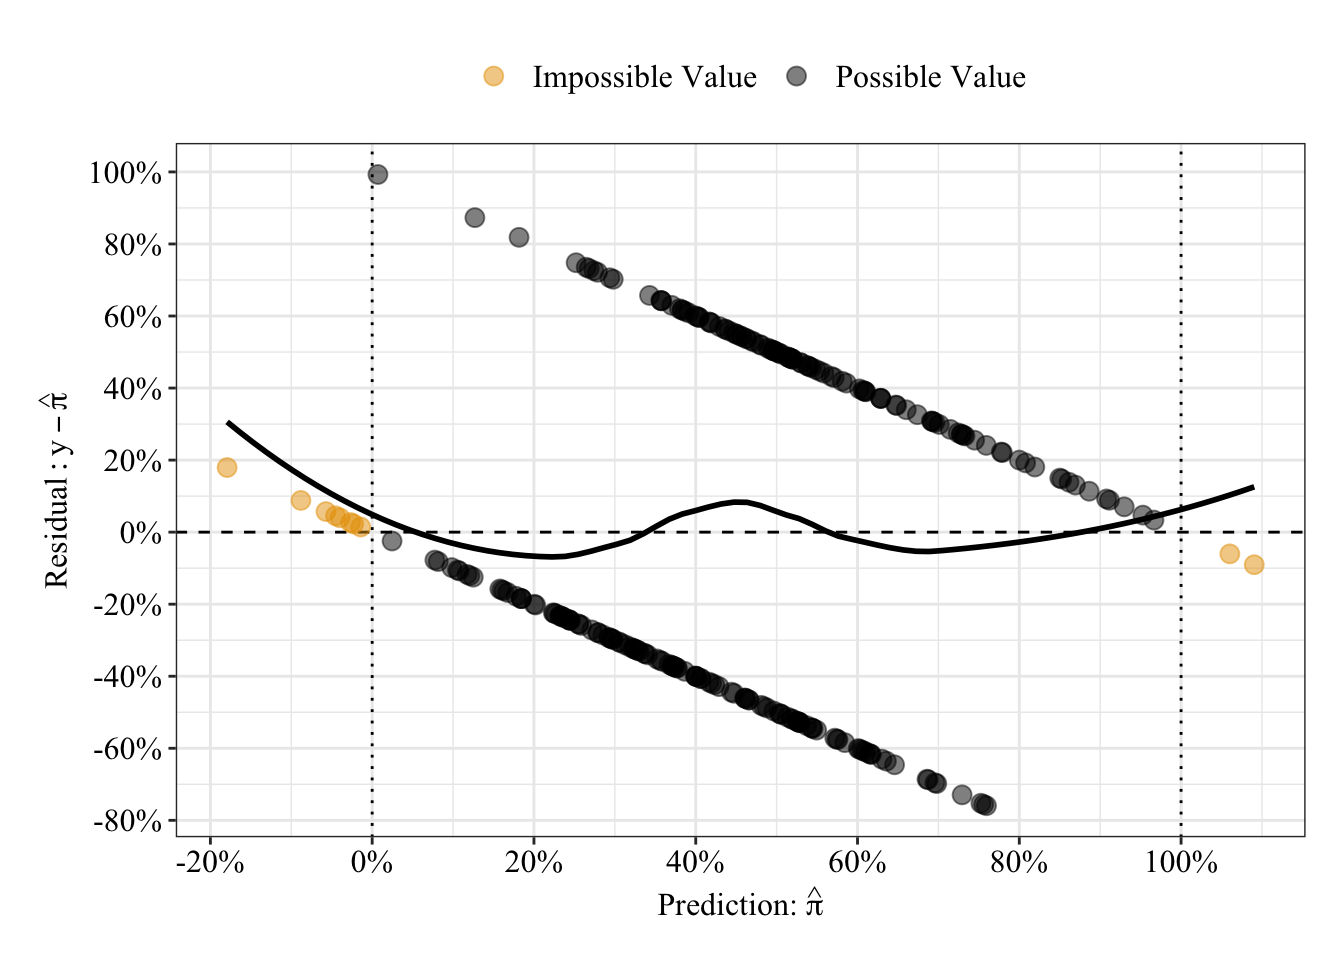 Impossible Value Possible Value
100%
80%
60%
40%
20%
0%
-20%
-40%
-60%
-80%
Residual : y − π̂
-20% 0% 20% 40% 60% 80% 100%
Prediction: π̂